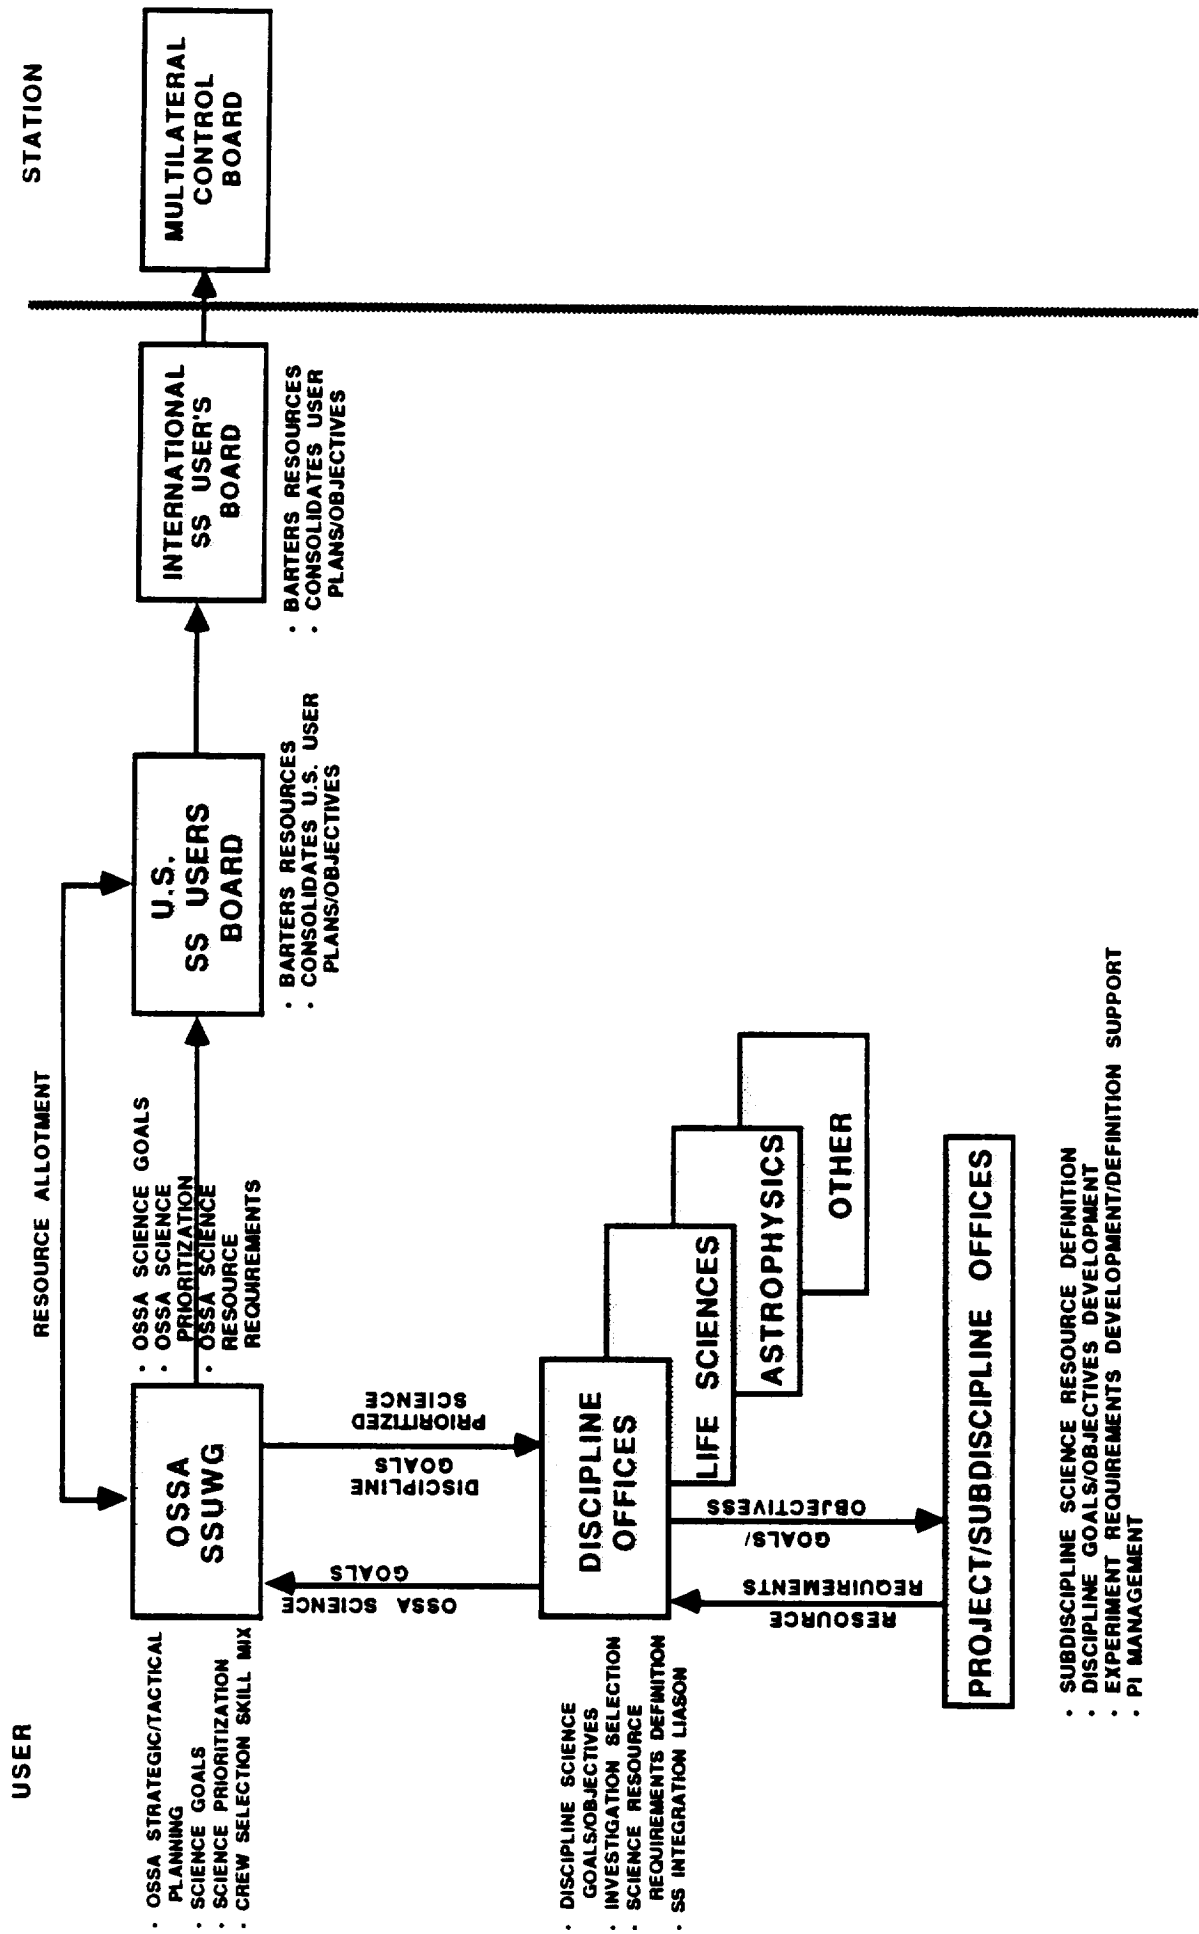 USER
STATION
RESOURCE ALLOTMENT
OSSA
SSUWG
· OSSA STRATEGIC/TACTICAL
PLANNING
· SCIENCE GOALS
· SCIENCE PRIORITIZATION
· CREW SELECTION SKILL MIX
· OSSA SCIENCE GOALS
· OSSA SCIENCE
PRIORITIZATION
· OSSA SCIENCE
RESOURCE
REQUIREMENTS
U.S.
SS USERS
BOARD
· BARTERS RESOURCES
· CONSOLIDATES U.S. USER
PLANS/OBJECTIVES
INTERNATIONAL
SS USER'S
BOARD
· BARTERS RESOURCES
· CONSOLIDATES USER
PLANS/OBJECTIVES
MULTILATERAL
CONTROL
BOARD
OSSA SCIENCE
GOALS
PRIORITIZED
SCIENCE
DISCIPLINE
GOALS
DISCIPLINE
OFFICES
LIFE SCIENCES
ASTROPHYSICS
OTHER
· DISCIPLINE SCIENCE
GOALS/OBJECTIVES
· INVESTIGATION SELECTION
· SCIENCE RESOURCE
REQUIREMENTS DEFINITION
· SS INTEGRATION LIASON
RESOURCE
REQUIREMENTS
GOALS/
OBJECTIVESS
PROJECT/SUBDISCIPLINE OFFICES
· SUBDISCIPLINE SCIENCE RESOURCE DEFINITION
· DISCIPLINE GOALS/OBJECTIVES DEVELOPMENT
· EXPERIMENT REQUIREMENTS DEVELOPMENT/DEFINITION SUPPORT
· PI MANAGEMENT